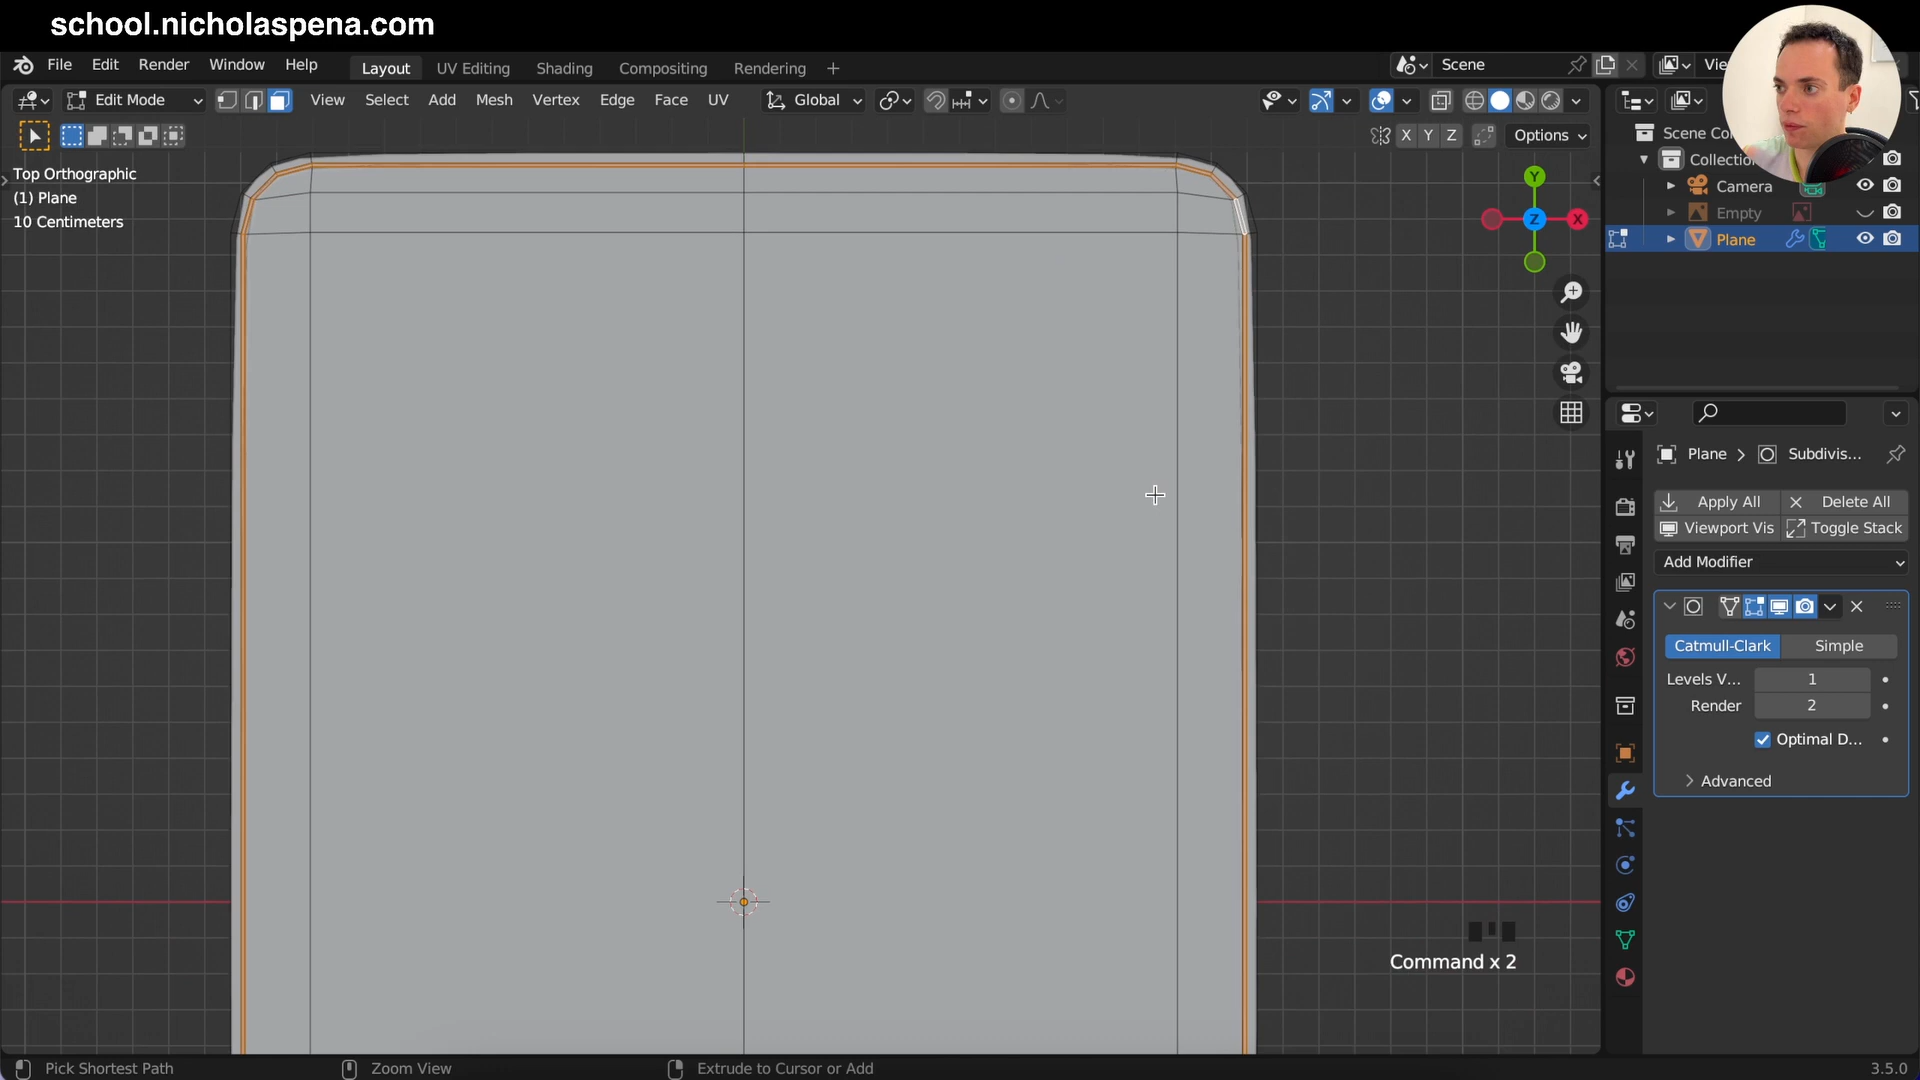 school.nicholaspena.com
File Edit Render Window Help Layout UV Editing Shading Compositing Rendering + Scene
Edit Mode View Select Add Mesh Vertex Edge Face UV Global
X Y Z Options
Scene Co
Collection
Top Orthographic
(1) Plane
10 Centimeters
Camera
Empty
Plane
Y
Z
X
Plane > Subdivis...
Apply All Delete All
Viewport Vis Toggle Stack
Add Modifier
Catmull-Clark Simple
Levels V... 1
Render 2
Optimal D...
Advanced
Command x 2
Pick Shortest Path Zoom View Extrude to Cursor or Add 3.5.0